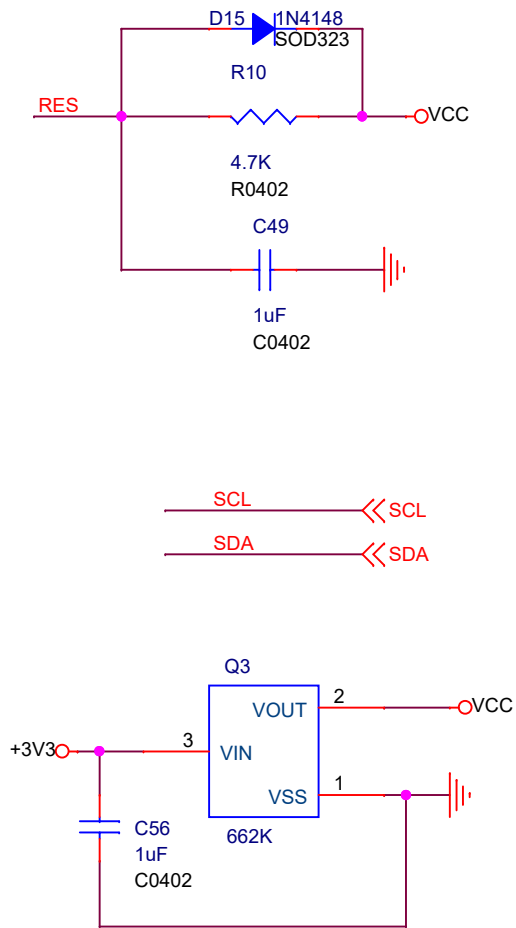 D15 1N4148
SOD323
R10
RES
VCC
4.7K
R0402
C49
1uF
C0402
SCL
SCL
SDA
SDA
Q3
VOUT
2
VCC
+3V3
3
VIN
VSS
1
C56
1uF
C0402
662K